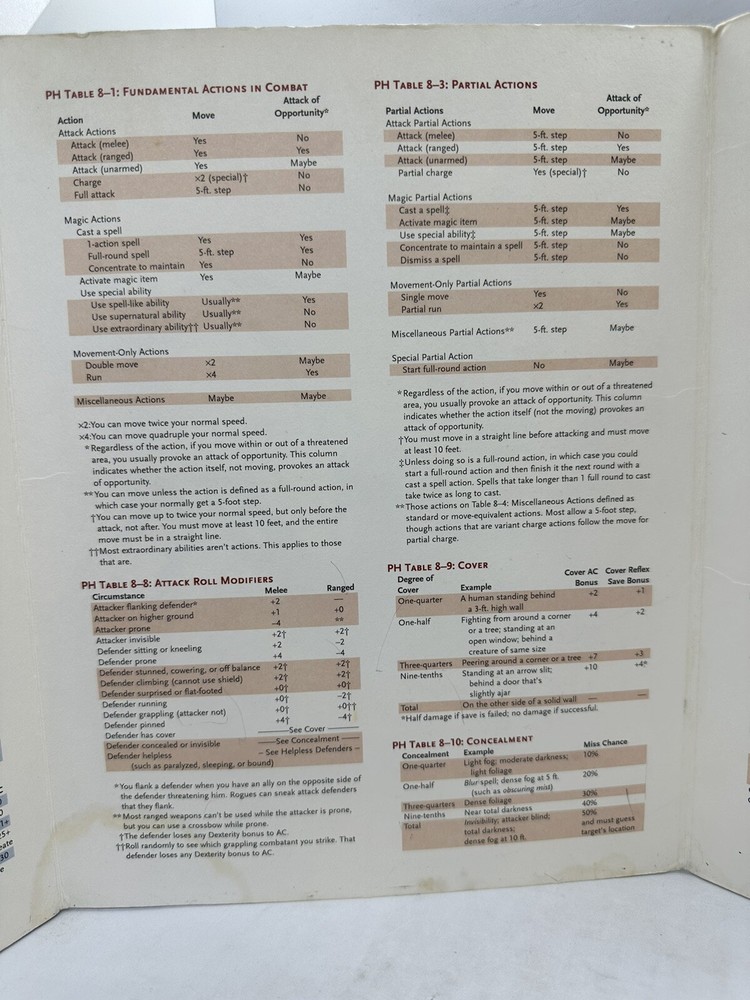 PH TABLE 8–1: FUNDAMENTAL ACTIONS IN COMBAT
Attack of
Action Move Opportunity*
Attack Actions
Attack (melee) Yes No
Attack (ranged) Yes Yes
Attack (unarmed) Yes Maybe
Charge ×2 (special)† No
Full attack 5-ft. step No
Magic Actions
Cast a spell
1-action spell Yes Yes
Full-round spell 5-ft. step Yes
Concentrate to maintain Yes No
Activate magic item Yes Maybe
Use special ability
Use spell-like ability Usually** Yes
Use supernatural ability Usually** No
Use extraordinary ability†† Usually** No
Movement-Only Actions
Double move ×2 Maybe
Run ×4 Yes
Miscellaneous Actions Maybe Maybe
×2:You can move twice your normal speed.
×4:You can move quadruple your normal speed.
*Regardless of the action, if you move within or out of a threatened
area, you usually provoke an attack of opportunity. This column
indicates whether the action itself, not moving, provokes an attack
of opportunity.
**You can move unless the action is defined as a full-round action, in
which case your normally get a 5-foot step.
†You can move up to twice your normal speed, but only before the
attack, not after. You must move at least 10 feet, and the entire
move must be in a straight line.
††Most extraordinary abilities aren't actions. This applies to those
that are.
PH TABLE 8–8: ATTACK ROLL MODIFIERS
Circumstance Melee Ranged
Attacker flanking defender* +2 —
Attacker on higher ground +1 +0
Attacker prone –4 **
Attacker invisible +2† +2†
Defender sitting or kneeling +2 –2
Defender prone +4 –4
Defender stunned, cowering, or off balance +2† +2†
Defender climbing (cannot use shield) +2† +2†
Defender surprised or flat-footed +0† +0†
Defender running +0† –2†
Defender grappling (attacker not) +0† +0††
Defender pinned +4† –4†
Defender has cover ——See Cover——
Defender concealed or invisible ——See Concealment——
Defender helpless – See Helpless Defenders –
(such as paralyzed, sleeping, or bound)
*You flank a defender when you have an ally on the opposite side of
the defender threatening him. Rogues can sneak attack defenders
that they flank.
**Most ranged weapons can't be used while the attacker is prone,
but you can use a crossbow while prone.
†The defender loses any Dexterity bonus to AC.
††Roll randomly to see which grappling combatant you strike. That
defender loses any Dexterity bonus to AC.
PH TABLE 8–3: PARTIAL ACTIONS
Attack of
Partial Actions Move Opportunity*
Attack Partial Actions
Attack (melee) 5-ft. step No
Attack (ranged) 5-ft. step Yes
Attack (unarmed) 5-ft. step Maybe
Partial charge Yes (special)† No
Magic Partial Actions
Cast a spell‡ 5-ft. step Yes
Activate magic item 5-ft. step Maybe
Use special ability‡ 5-ft. step Maybe
Concentrate to maintain a spell 5-ft. step No
Dismiss a spell 5-ft. step No
Movement-Only Partial Actions
Single move Yes No
Partial run ×2 Yes
Miscellaneous Partial Actions** 5-ft. step Maybe
Special Partial Action
Start full-round action No Maybe
*Regardless of the action, if you move within or out of a threatened
area, you usually provoke an attack of opportunity. This column
indicates whether the action itself (not the moving) provokes an
attack of opportunity.
†You must move in a straight line before attacking and must move
at least 10 feet.
‡Unless doing so is a full-round action, in which case you could
start a full-round action and then finish it the next round with a
cast a spell action. Spells that take longer than 1 full round to cast
take twice as long to cast.
**Those actions on Table 8–4: Miscellaneous Actions defined as
standard or move-equivalent actions. Most allow a 5-foot step,
though actions that are variant charge actions follow the move for
partial charge.
PH TABLE 8–9: COVER
Degree of Cover AC Cover Reflex
Cover Example Bonus Save Bonus
One-quarter A human standing behind +2 +1
a 3-ft. high wall
One-half Fighting from around a corner +4 +2
or a tree; standing at an
open window; behind a
creature of same size
Three-quarters Peering around a corner or a tree +7 +3
Nine-tenths Standing at an arrow slit; +10 +4*
behind a door that's
slightly ajar
Total On the other side of a solid wall — —
*Half damage if save is failed; no damage if successful.
PH TABLE 8–10: CONCEALMENT
Concealment Example Miss Chance
One-quarter Light fog; moderate darkness; 10%
light foliage
One-half Blur spell; dense fog at 5 ft. 20%
(such as obscuring mist)
Three-quarters Dense foliage 30%
Nine-tenths Near total darkness 40%
Total Invisibility; attacker blind; 50%
total darkness; and must guess
dense fog at 10 ft. target's location